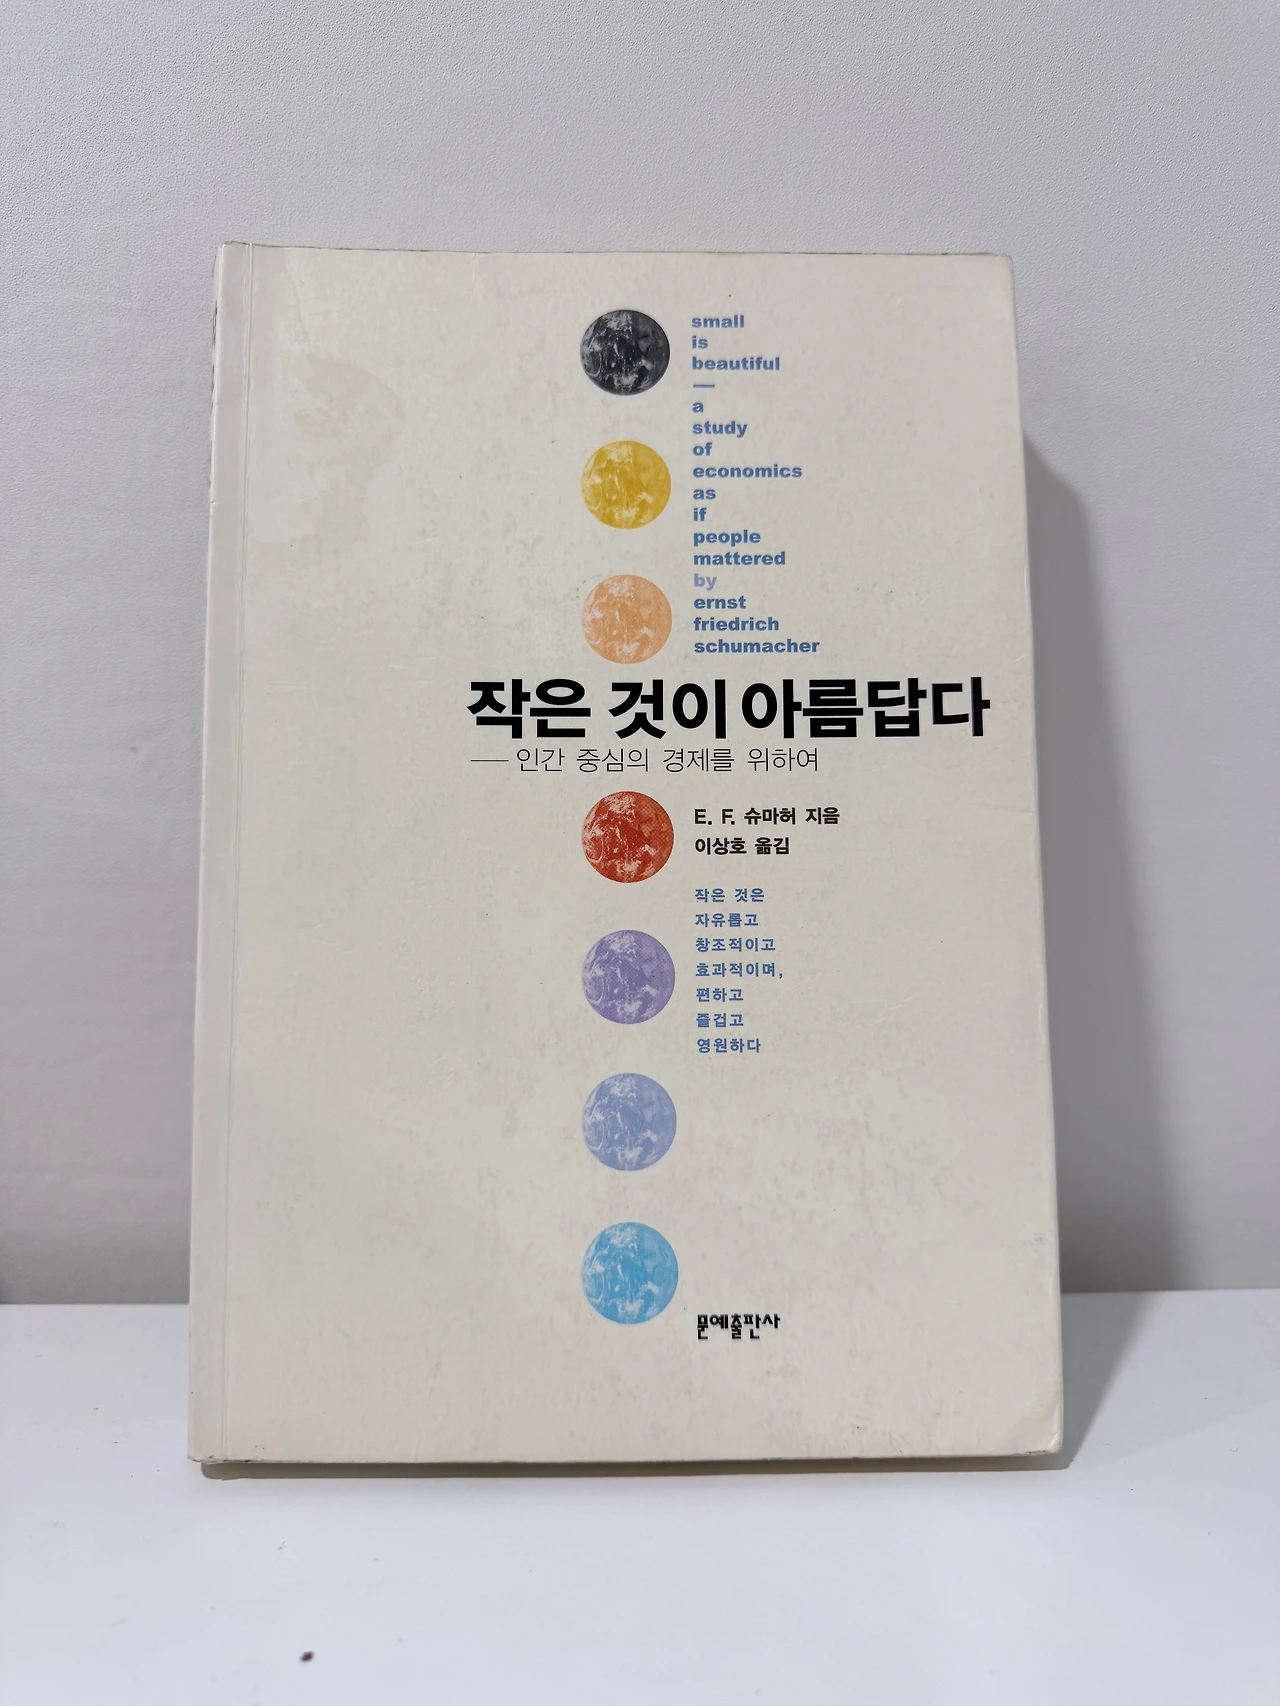 small
is
beautiful
—
a
study
of
economics
as
if
people
mattered
by
ernst
friedrich
schumacher
작은 것이 아름답다
— 인간 중심의 경제를 위하여
E. F. 슈마허 지음
이상호 옮김
작은 것은
자유롭고
창조적이고
효과적이며,
편하고
즐겁고
영원하다
문예출판사